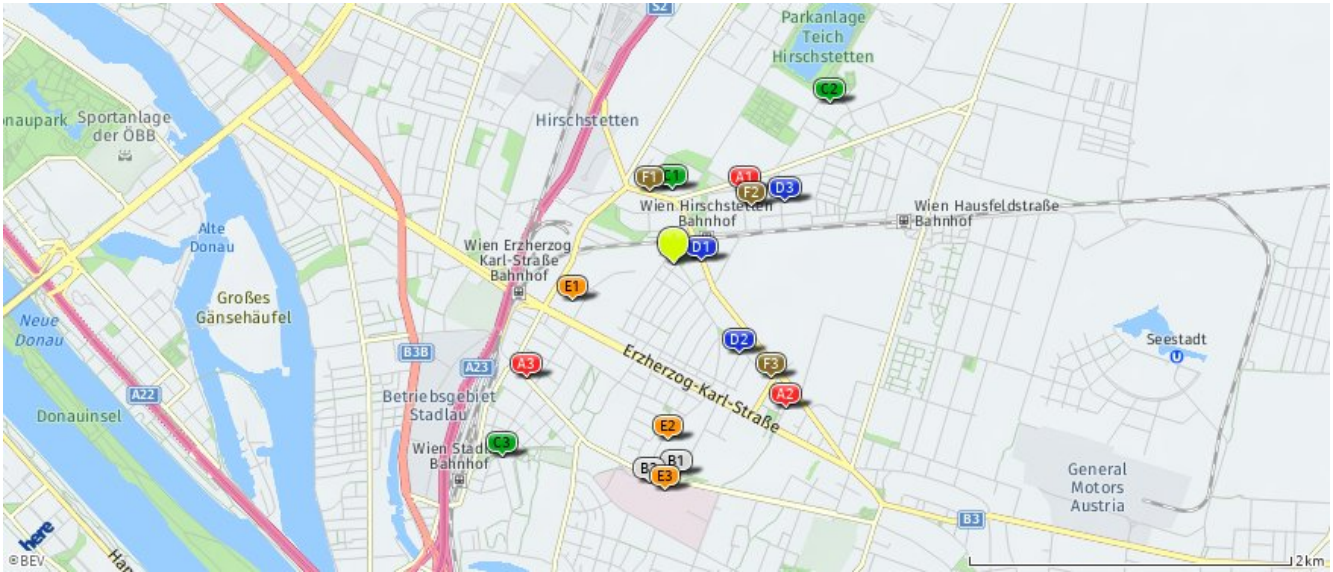 S2
Parkanlage
Teich
Hirschstetten
C2
naupark
Sportanlage
der ÖBB
Hirschstetten
F1
C1
A1
F2
D3
Wien Hirschstetten
Bahnhof
Wien Hausfeldstraße
Bahnhof
Alte
Donau
Wien Erzherzog
Karl-Straße
Bahnhof
D1
E1
Großes
Gänsehäufel
Neue
Donau
Seestadt
U
D2
B3B
A23
A3
Erzherzog-Karl-Straße
F3
A22
A2
Betriebsgebiet
Stadlau
Donauinsel
E2
C3
Wien Stadl
Bahnhof
B1
E3
General
Motors
Austria
B3
here
Han
©BEV
2km